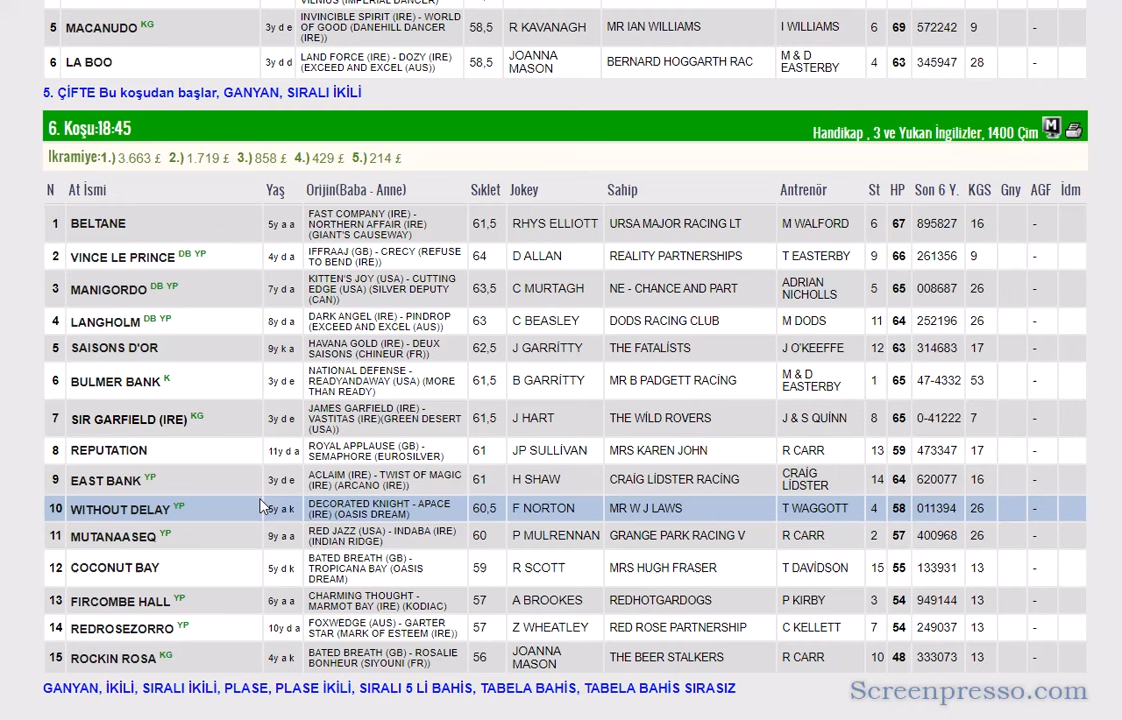 VENILIUS (IMPERIAL DANCER)
5 MACANUDO KG 3y d e INVINCIBLE SPIRIT (IRE) - WORLD OF GOOD (DANEHILL DANCER (IRE)) 58,5 R KAVANAGH MR IAN WILLIAMS I WILLIAMS 6 69 572242 9 -
6 LA BOO 3y d d LAND FORCE (IRE) - DOZY (IRE) (EXCEED AND EXCEL (AUS)) 58,5 JOANNA MASON BERNARD HOGGARTH RAC M & D EASTERBY 4 63 345947 28 -
5. ÇİFTE Bu koşudan başlar, GANYAN, SIRALI İKİLİ
6. Koşu:18:45
Handikap , 3 ve Yukarı İngilizler, 1400 Çim M
İkramiye:1.) 3.663 £ 2.) 1.719 £ 3.) 858 £ 4.) 429 £ 5.) 214 £
N At İsmi Yaş Orijin(Baba - Anne) Sıklet Jokey Sahip Antrenör St HP Son 6 Y. KGS Gny AGF İdm
1 BELTANE 5y a a FAST COMPANY (IRE) - NORTHERN AFFAIR (IRE) (GIANT'S CAUSEWAY) 61,5 RHYS ELLIOTT URSA MAJOR RACING LT M WALFORD 6 67 895827 16 -
2 VINCE LE PRINCE DB YP 4y d a IFFRAAJ (GB) - CRECY (REFUSE TO BEND (IRE)) 64 D ALLAN REALITY PARTNERSHIPS T EASTERBY 9 66 261356 9 -
3 MANIGORDO DB YP 7y d a KITTEN'S JOY (USA) - CUTTING EDGE (USA) (SILVER DEPUTY (CAN)) 63,5 C MURTAGH NE - CHANCE AND PART ADRIAN NICHOLLS 5 65 008687 26 -
4 LANGHOLM DB YP 8y d a DARK ANGEL (IRE) - PINDROP (EXCEED AND EXCEL (AUS)) 63 C BEASLEY DODS RACING CLUB M DODS 11 64 252196 26 -
5 SAISONS D'OR 9y k a HAVANA GOLD (IRE) - DEUX SAISONS (CHINEUR (FR)) 62,5 J GARRİTTY THE FATALİSTS J O'KEEFFE 12 63 314683 17 -
6 BULMER BANK K 3y d e NATIONAL DEFENSE - READYANDAWAY (USA) (MORE THAN READY) 61,5 B GARRİTTY MR B PADGETT RACİNG M & D EASTERBY 1 65 47-4332 53 -
7 SIR GARFIELD (IRE) KG 3y d e JAMES GARFIELD (IRE) - VASTITAS (IRE)(GREEN DESERT (USA)) 61,5 J HART THE WİLD ROVERS J & S QUİNN 8 65 0-41222 7 -
8 REPUTATION 11y d a ROYAL APPLAUSE (GB) - SEMAPHORE (EUROSILVER) 61 JP SULLİVAN MRS KAREN JOHN R CARR 13 59 473347 17 -
9 EAST BANK YP 3y d e ACLAIM (IRE) - TWIST OF MAGIC (IRE) (ARCANO (IRE)) 61 H SHAW CRAİG LİDSTER RACİNG CRAİG LİDSTER 14 64 620077 16 -
10 WITHOUT DELAY YP 5y a k DECORATED KNIGHT - APACE (IRE) (OASIS DREAM) 60,5 F NORTON MR W J LAWS T WAGGOTT 4 58 011394 26 -
11 MUTANAASEQ YP 9y a a RED JAZZ (USA) - INDABA (IRE) (INDIAN RIDGE) 60 P MULRENNAN GRANGE PARK RACING V R CARR 2 57 400968 26 -
12 COCONUT BAY 5y d k BATED BREATH (GB) - TROPICANA BAY (OASIS DREAM) 59 R SCOTT MRS HUGH FRASER T DAVİDSON 15 55 133931 13 -
13 FIRCOMBE HALL YP 6y a a CHARMING THOUGHT - MARMOT BAY (IRE) (KODIAC) 57 A BROOKES REDHOTGARDOGS P KIRBY 3 54 949144 13 -
14 REDROSEZORRO YP 10y d a FOXWEDGE (AUS) - GARTER STAR (MARK OF ESTEEM (IRE)) 57 Z WHEATLEY RED ROSE PARTNERSHIP C KELLETT 7 54 249037 13 -
15 ROCKIN ROSA KG 4y a k BATED BREATH (GB) - ROSALIE BONHEUR (SIYOUNI (FR)) 56 JOANNA MASON THE BEER STALKERS R CARR 10 48 333073 13 -
GANYAN, İKİLİ, SIRALI İKİLİ, PLASE, PLASE İKİLİ, SIRALI 5 Lİ BAHİS, TABELA BAHİS, TABELA BAHİS SIRASIZ
Screenpresso.com